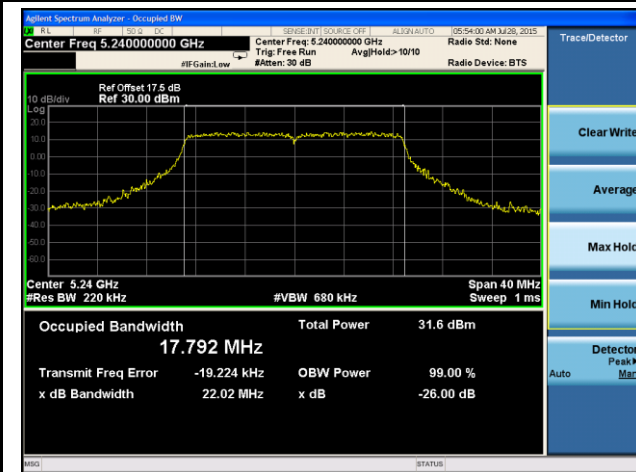 Agilent Spectrum Analyzer - Occupied BW
RL RF 50 Ω DC SENSE:INT SOURCE OFF ALIGN AUTO 05:54:00 AM Jul 28, 2015
Center Freq 5.240000000 GHz Center Freq: 5.240000000 GHz Radio Std: None Trace/Detector
Trig: Free Run Avg|Hold:>10/10
#IFGain:Low #Atten: 30 dB Radio Device: BTS
Ref Offset 17.5 dB
10 dB/div Ref 30.00 dBm
Log
20.0
10.0
0.00
-10.0
-20.0
-30.0
-40.0
-50.0
-60.0
Clear Write
Average
Max Hold
Min Hold
Center 5.24 GHz Span 40 MHz
#Res BW 220 kHz #VBW 680 kHz Sweep 1 ms
Occupied Bandwidth Total Power 31.6 dBm
17.792 MHz
Transmit Freq Error -19.224 kHz OBW Power 99.00 %
x dB Bandwidth 22.02 MHz x dB -26.00 dB
Detector
Peak
Auto Man
MSG STATUS